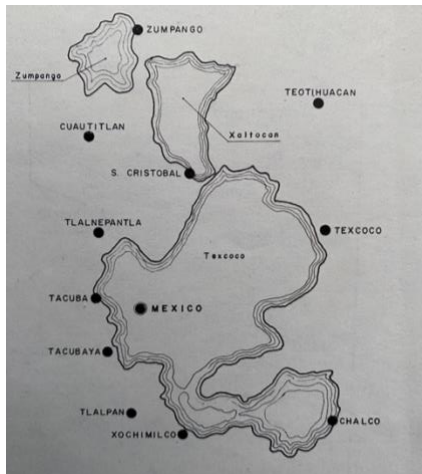 ZUMPANGO
Zumpango
TEOTIHUACAN
CUAUTITLAN
Xaltocan
S. CRISTOBAL
TLALNEPANTLA
TEXCOCO
Texcoco
TACUBA
MEXICO
TACUBAYA
TLALPAN
CHALCO
XOCHIMILCO